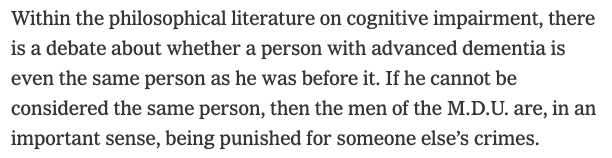 Within the philosophical literature on cognitive impairment, there
is a debate about whether a person with advanced dementia is
even the same person as he was before it. If he cannot be
considered the same person, then the men of the M.D.U. are, in an
important sense, being punished for someone else’s crimes.